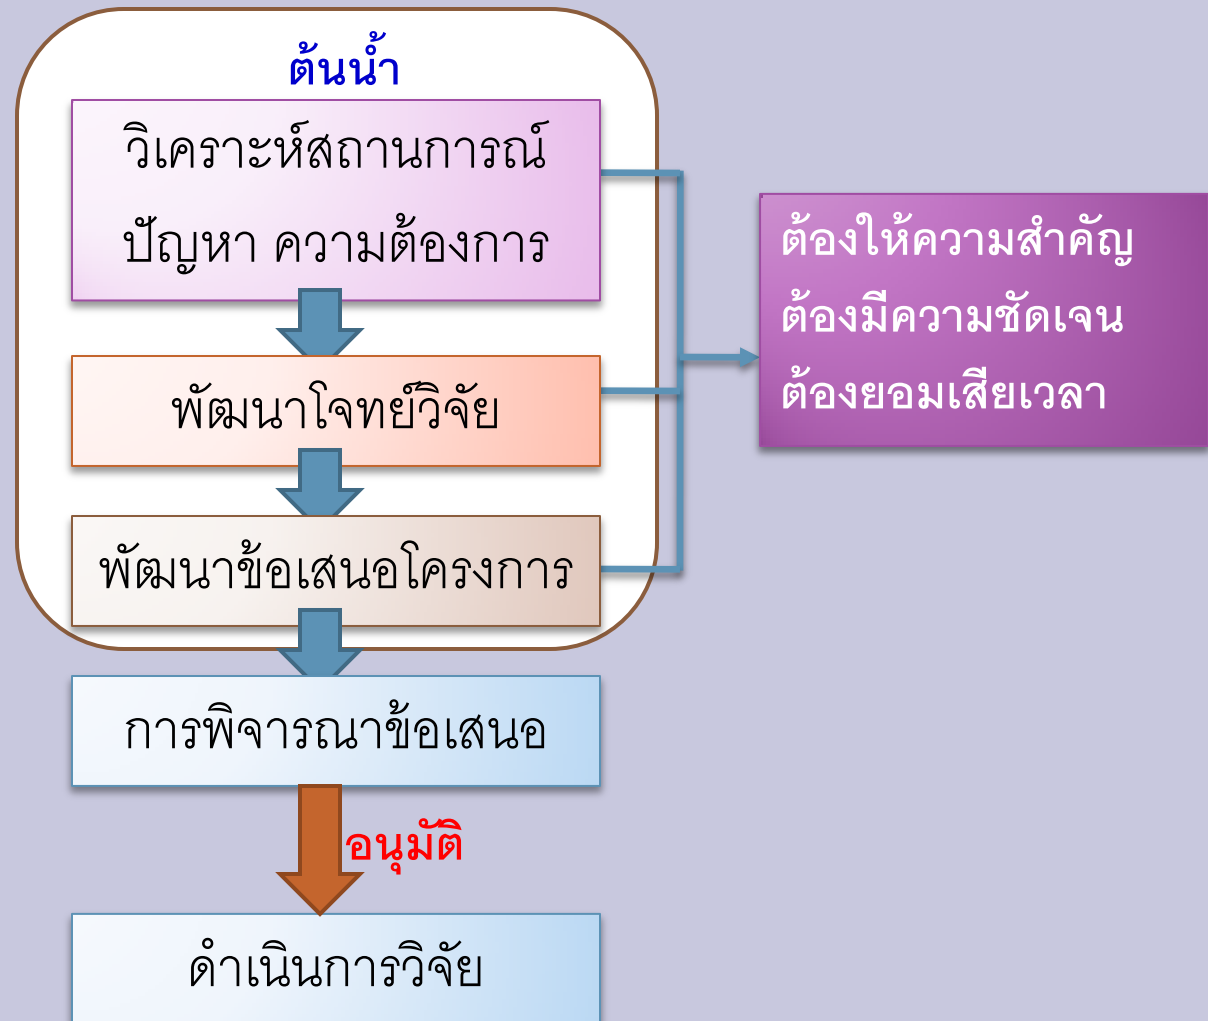 ต้นน้ำ
วิเคราะห์สถานการณ์
ปัญหา ความต้องการ
พัฒนาโจทย์วิจัย
พัฒนาข้อเสนอโครงการ
การพิจารณาข้อเสนอ
อนุมัติ
ดำเนินการวิจัย
ต้องให้ความสำคัญ
ต้องมีความชัดเจน
ต้องยอมเสียเวลา